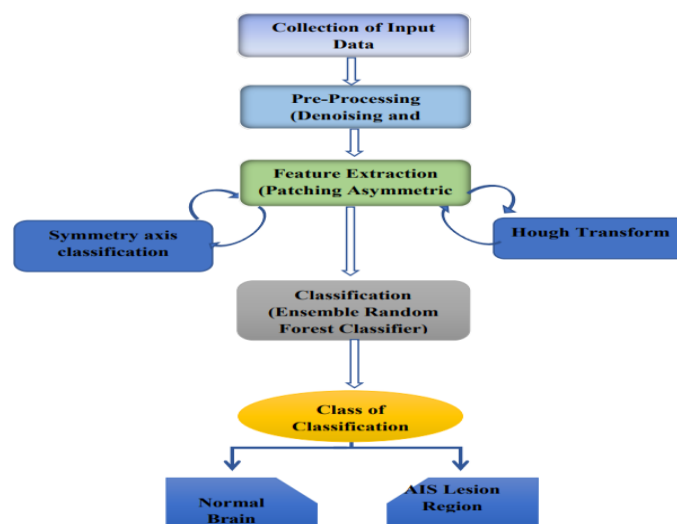 Collection of Input
Data
Pre-Processing
(Denoising and
Feature Extraction
(Patching Asymmetric
Symmetry axis
classification
Hough Transform
Classification
(Ensemble Random
Forest Classifier)
Class of
Classification
Normal
Brain
AIS Lesion
Region